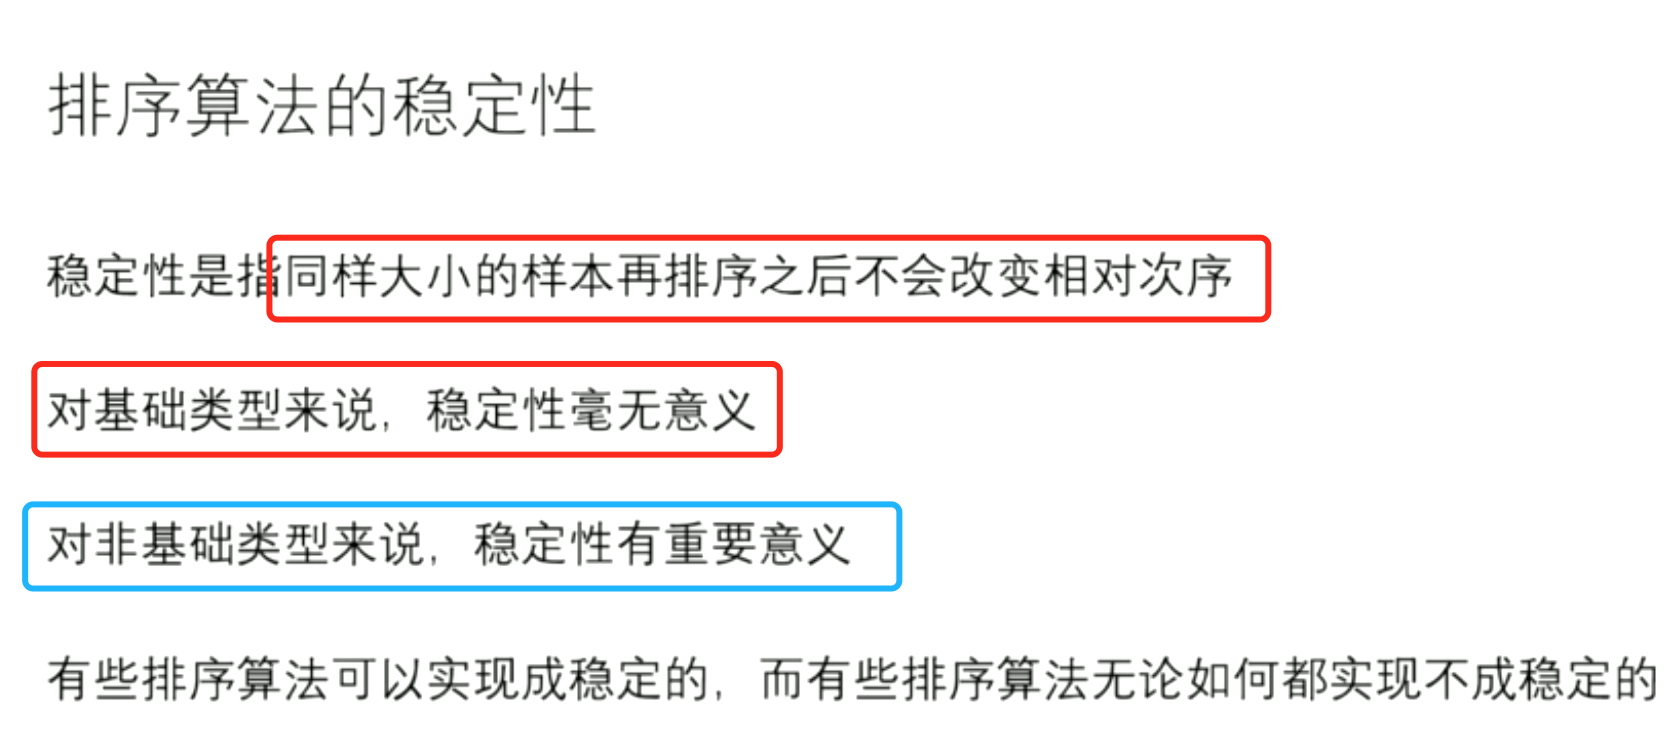 排序算法的稳定性
稳定性是指同样大小的样本再排序之后不会改变相对次序
对基础类型来说，稳定性毫无意义
对非基础类型来说，稳定性有重要意义
有些排序算法可以实现成稳定的，而有些排序算法无论如何都实现不成稳定的